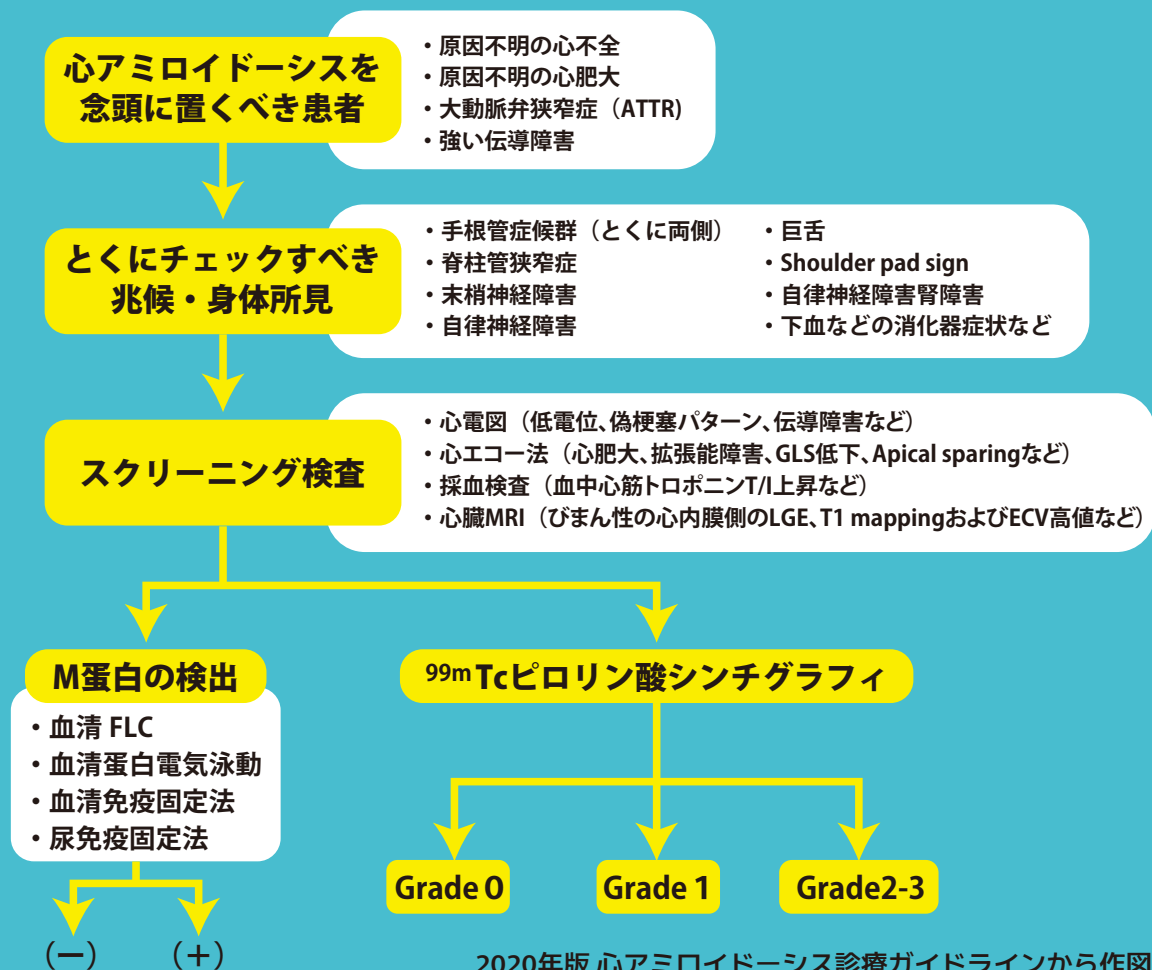 心アミロイドーシスを
念頭に置くべき患者
・原因不明の心不全
・原因不明の心肥大
・大動脈弁狭窄症（ATTR)
・強い伝導障害
とくにチェックすべき
兆候・身体所見
・手根管症候群（とくに両側）
・脊柱管狭窄症
・末梢神経障害
・自律神経障害
・巨舌
・Shoulder pad sign
・自律神経障害腎障害
・下血などの消化器症状など
スクリーニング検査
・心電図（低電位、偽梗塞パターン、伝導障害など）
・心エコー法（心肥大、拡張能障害、GLS低下、Apical sparingなど）
・採血検査（血中心筋トロポニンT/I上昇など）
・心臓MRI（びまん性の心内膜側のLGE、T1 mappingおよびECV高値など）
M蛋白の検出
・血清 FLC
・血清蛋白電気泳動
・血清免疫固定法
・尿免疫固定法
（−）
（＋）
99m Tcピロリン酸シンチグラフィ
Grade 0
Grade 1
Grade2-3
2020年版 心アミロイドーシス診療ガイドラインから作図